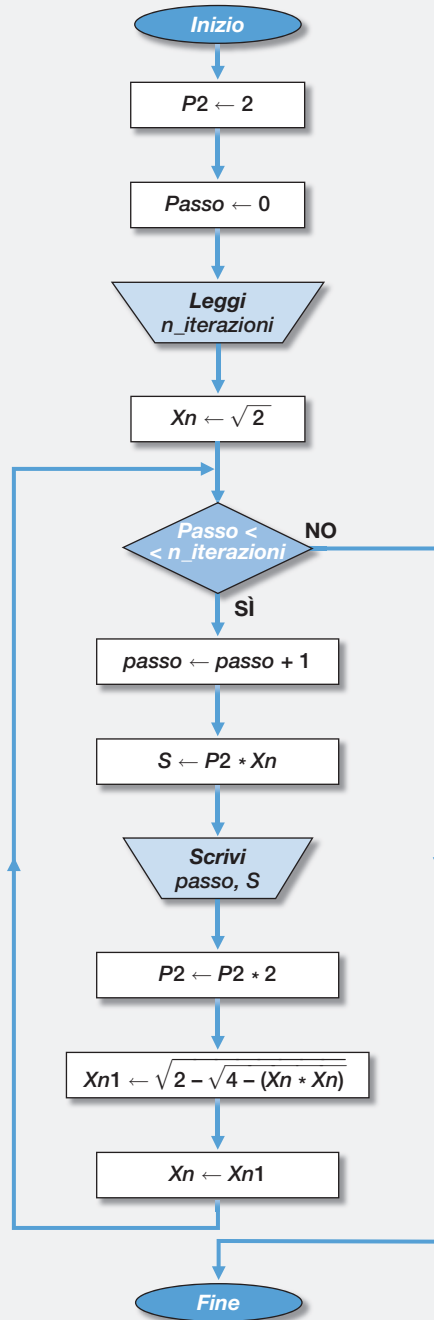 Inizio
P2 ← 2
Passo ← 0
Leggi
n_iterazioni
Xn ← √2
Passo <
< n_iterazioni
NO
SÌ
passo ← passo + 1
S ← P2 * Xn
Scrivi
passo, S
P2 ← P2 * 2
Xn1 ← √(2 – √(4 – (Xn * Xn)))
Xn ← Xn1
Fine